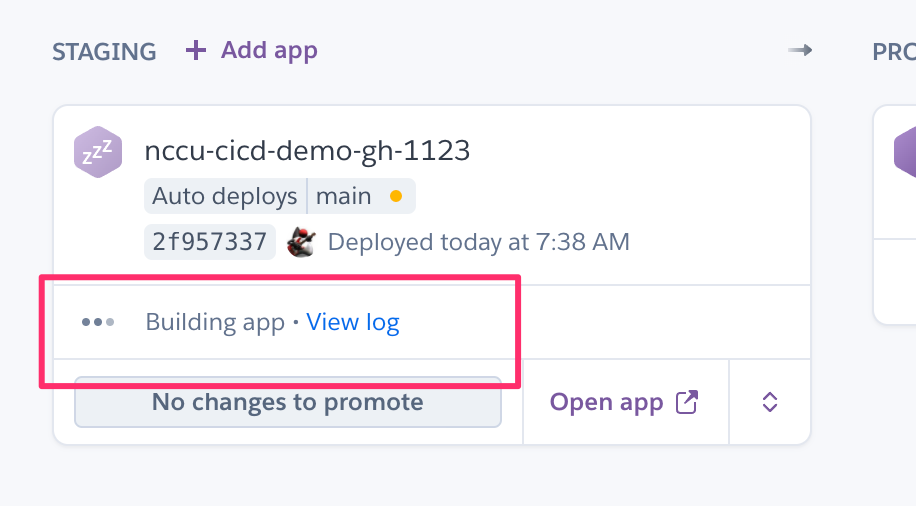 STAGING + Add app → PRO
zzz
nccu-cicd-demo-gh-1123
Auto deploys main
2f957337 Deployed today at 7:38 AM
Building app • View log
No changes to promote
Open app